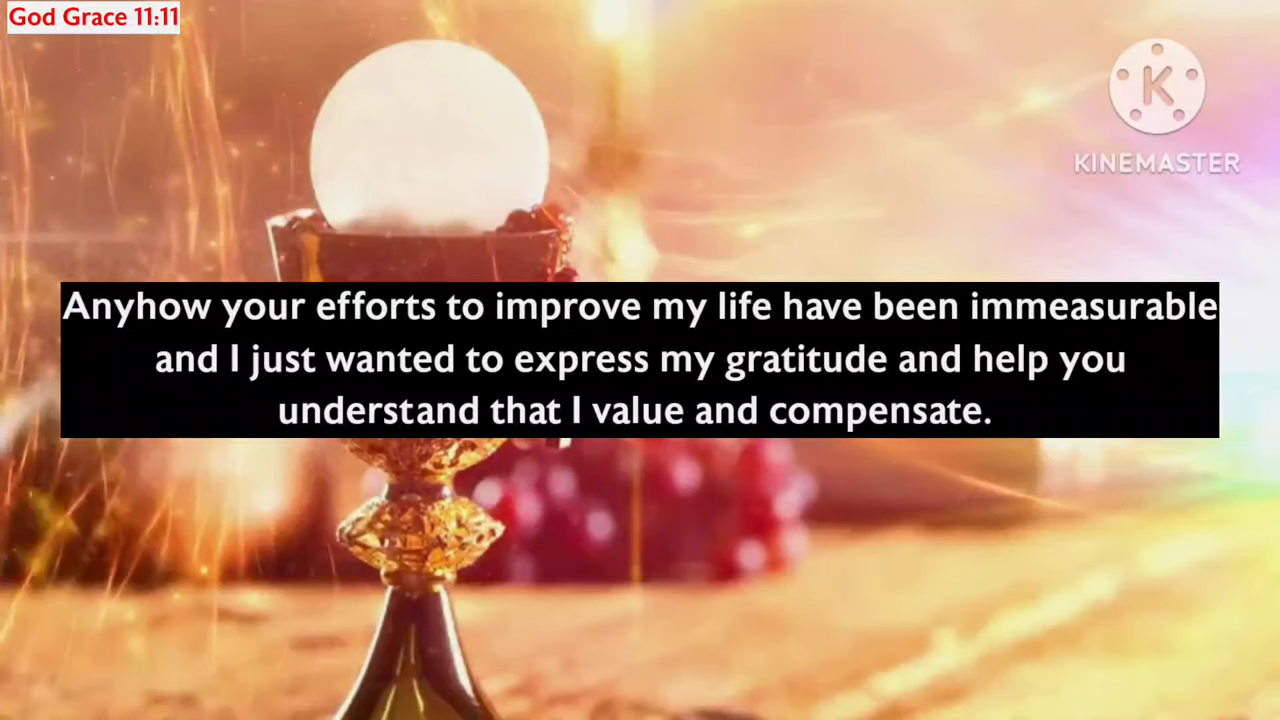 God Grace 11:11
K
KINEMASTER
Anyhow your efforts to improve my life have been immeasurable
and I just wanted to express my gratitude and help you
understand that I value and compensate.